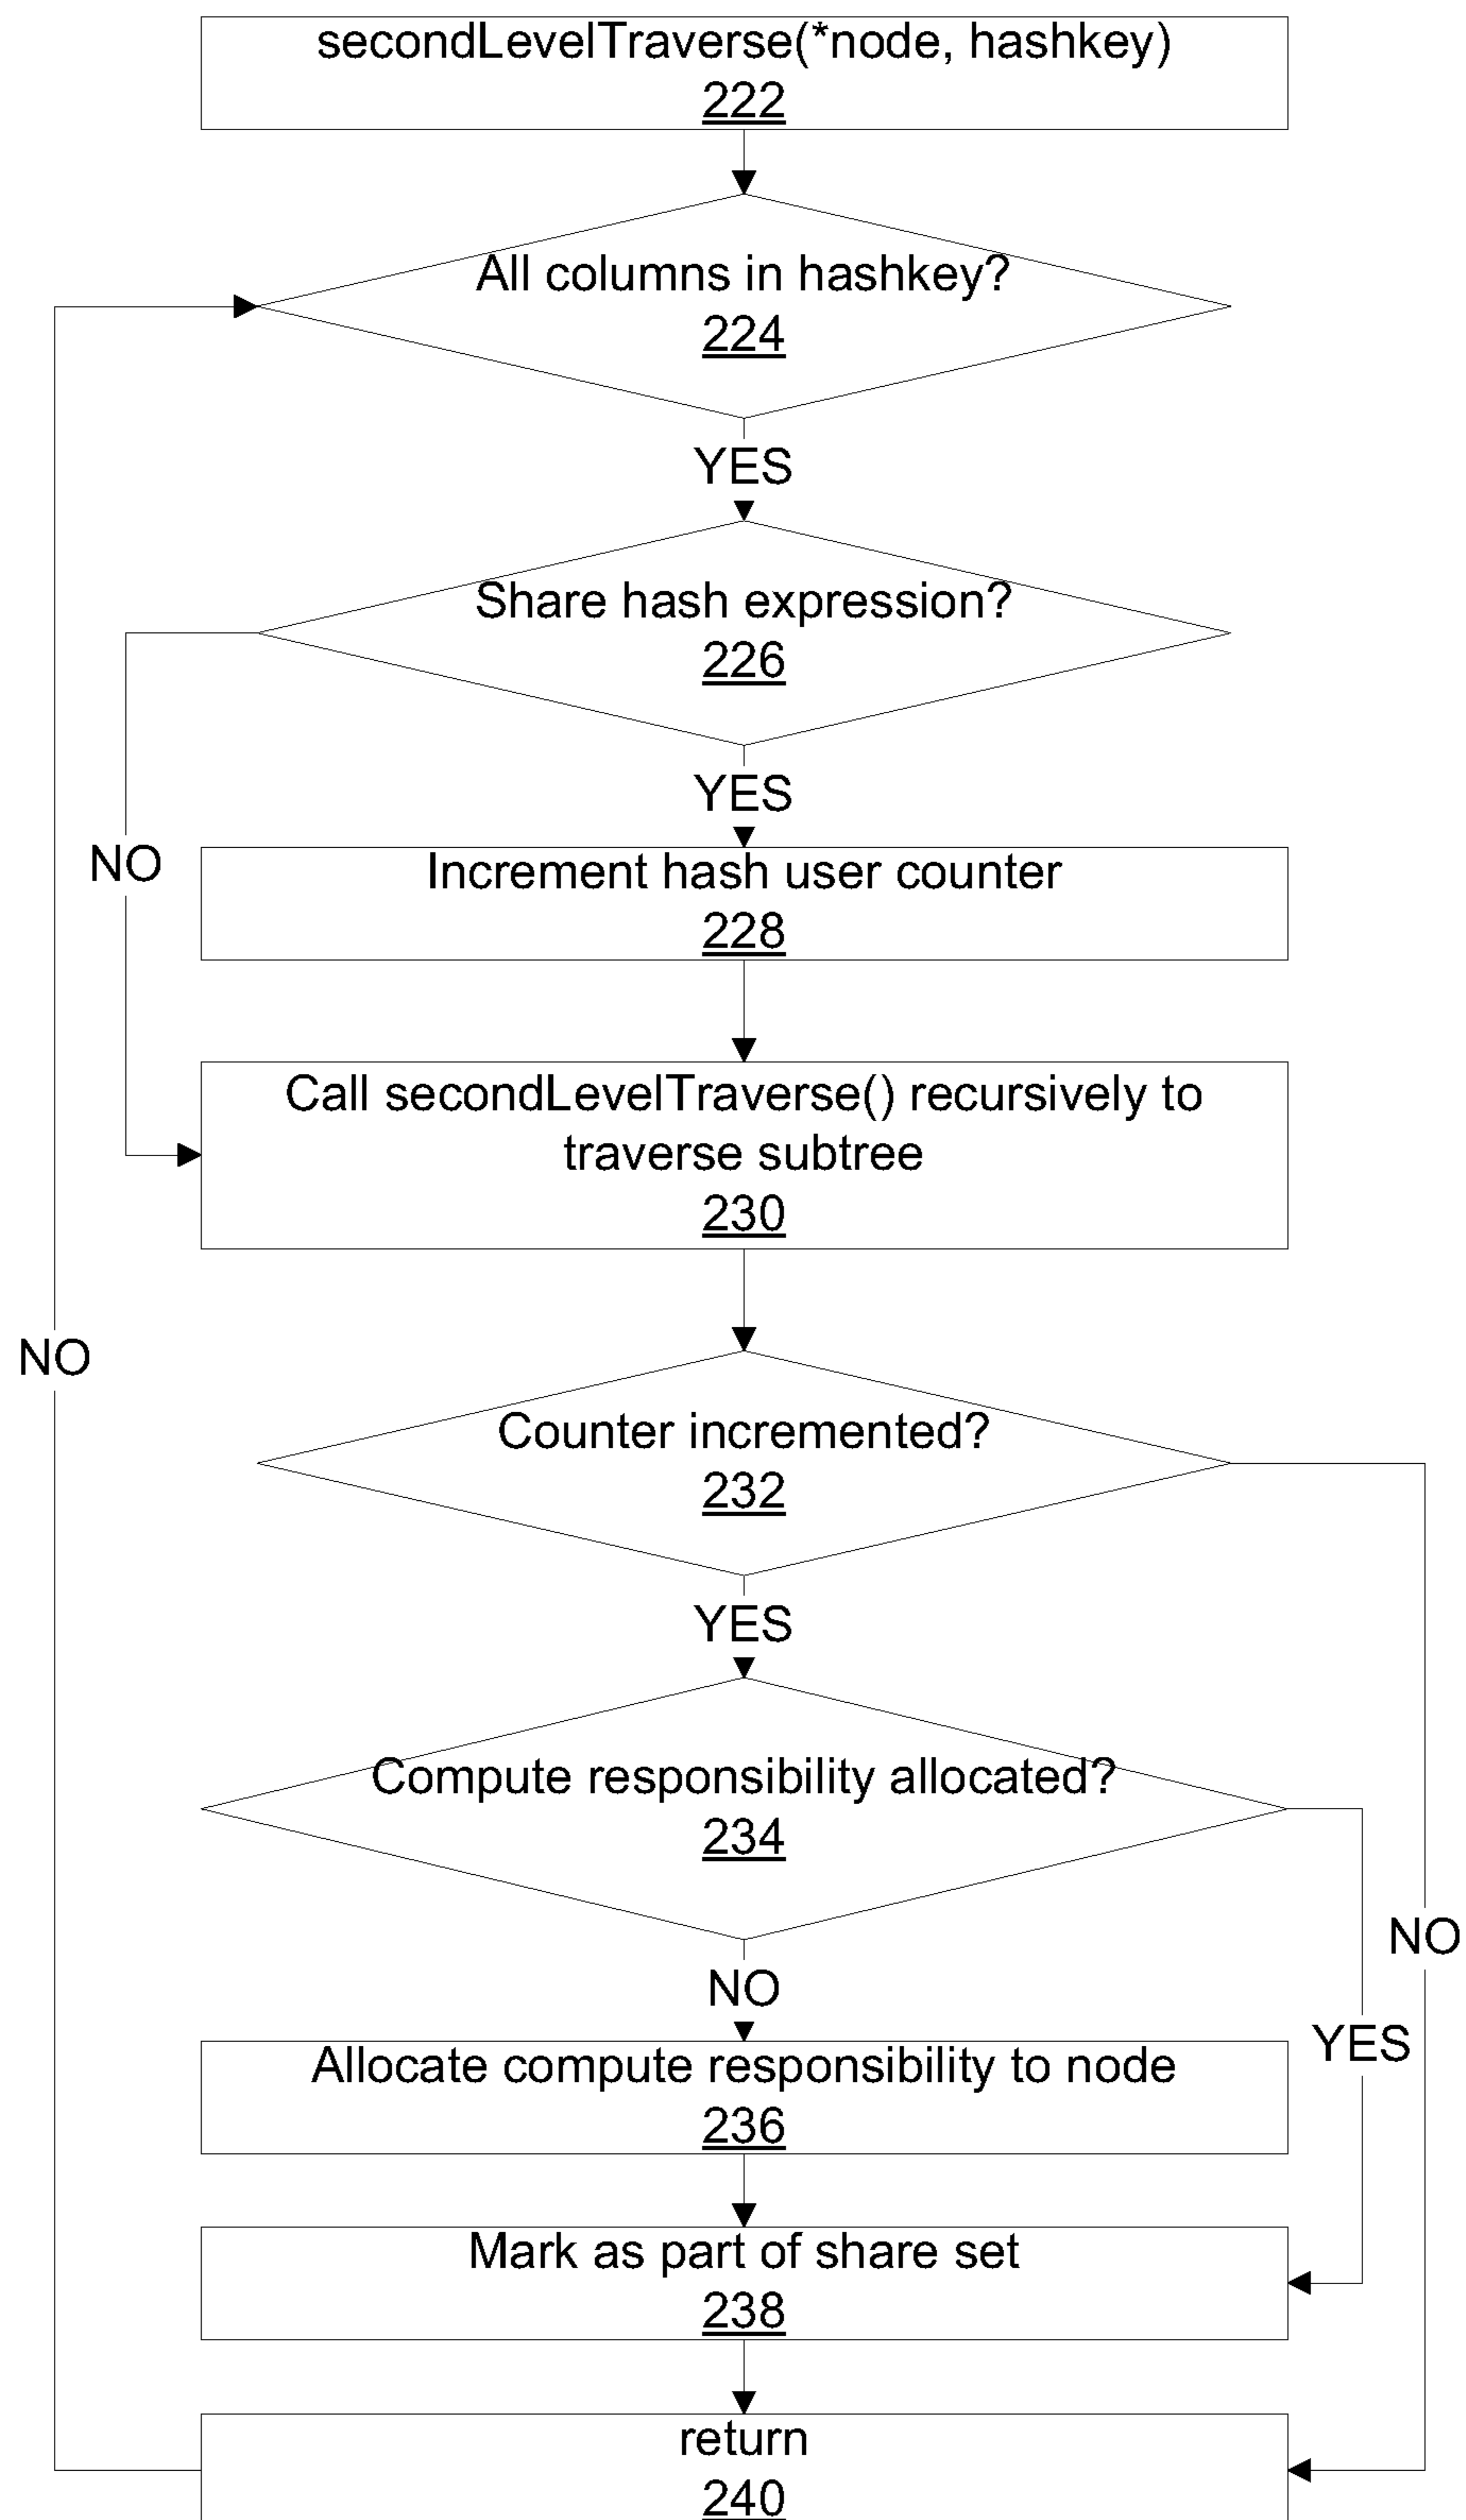 secondLevelTraverse(*node, hashkey)
222
All columns in hashkey?
224
YES
Share hash expression?
226
YES
NO
Increment hash user counter
228
Call secondLevelTraverse() recursively to
traverse subtree
230
NO
Counter incremented?
232
YES
Compute responsibility allocated?
234
NO
NO
YES
Allocate compute responsibility to node
236
Mark as part of share set
238
return
240